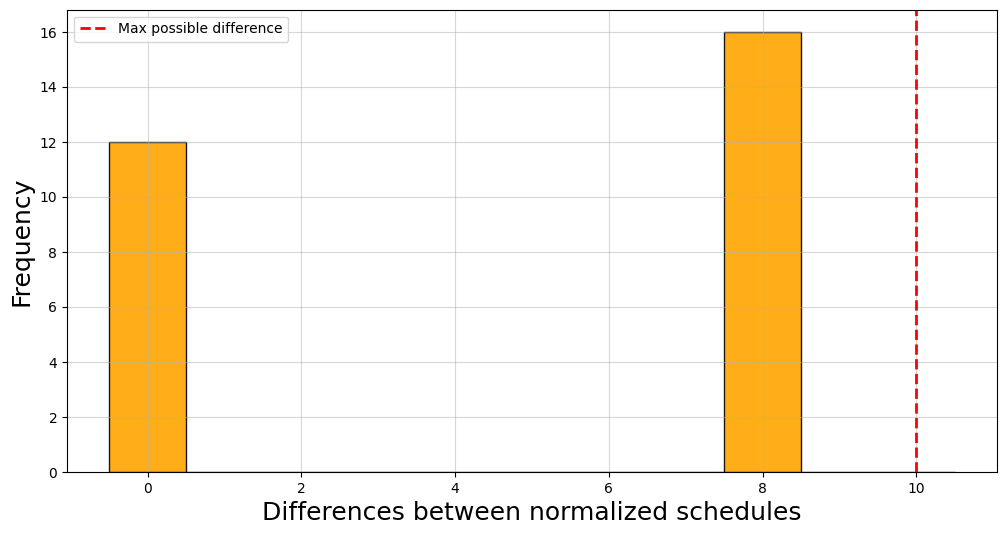 Max possible difference
16
14
12
10
8
6
4
2
0
Frequency
0 2 4 6 8 10
Differences between normalized schedules